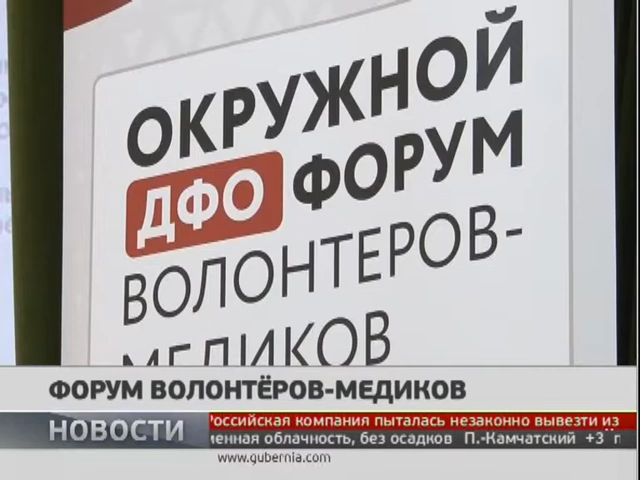 ОКРУЖНОЙ
ДФО ФОРУМ
ВОЛОНТЕРОВ-
МЕДИКОВ
ФОРУМ ВОЛОНТЁРОВ-МЕДИКОВ
НОВОСТИ
Российская компания пыталась незаконно вывезти из
облачность, без осадков П.-Камчатский +3
www.gubernia.com